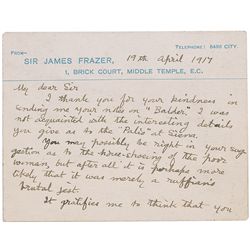 TELEPHONE: 8480 CITY
FROM—
SIR JAMES FRAZER,
19th April 1917
1, BRICK COURT, MIDDLE TEMPLE, E.C.
My dear Sir
I thank you for your kindness in
sending me your notes on "Balder". I was
not acquainted with the interesting details
you give as to the "Palio" at Siena.
You may possibly be right in your sug-
gestion as to the horse-shoeing of the poor
woman, but after all it is perhaps more
likely that it was merely a ruffian's
brutal jest.
It gratifies me to think that you